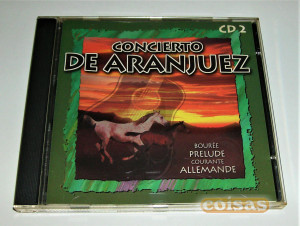 CD 2
CONCIERTO
DE ARANJUEZ
BOURÉE
PRELUDE
COURANTE
ALLEMANDE
coisas